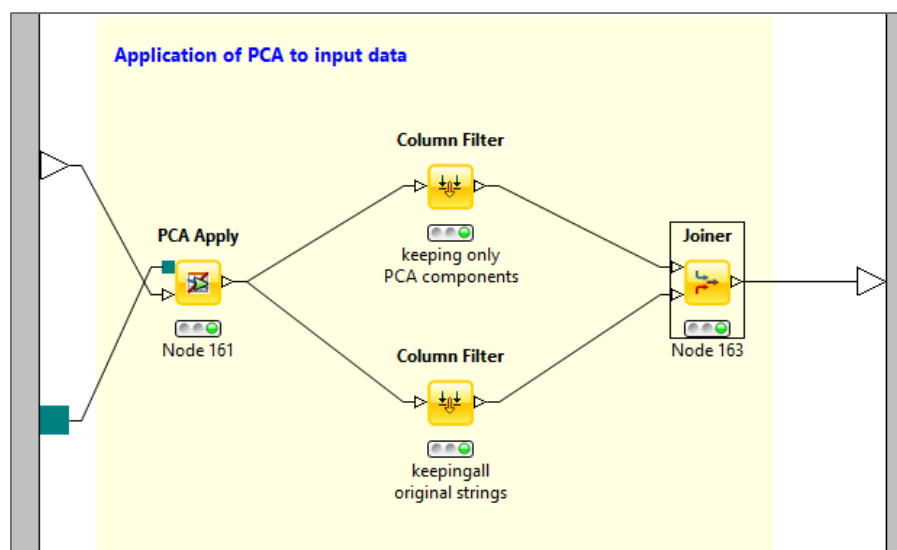 Application of PCA to input data
Column Filter
keeping only
PCA components
PCA Apply
Node 161
Joiner
Node 163
Column Filter
keepingall
original strings